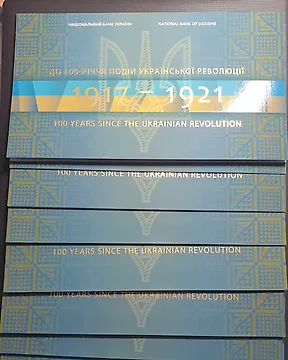 НАЦІОНАЛЬНИЙ БАНК УКРАЇНИ NATIONAL BANK OF UKRAINE
ДО 100-РІЧЧЯ ПОДІЙ УКРАЇНСЬКОЇ РЕВОЛЮЦІЇ
1917 — 1921
100 YEARS SINCE THE UKRAINIAN REVOLUTION
100 YEARS SINCE THE UKRAINIAN REVOLUTION
100 YEARS SINCE THE UKRAINIAN REVOLUTION
100 YEARS SINCE THE UKRAINIAN REVOLUTION